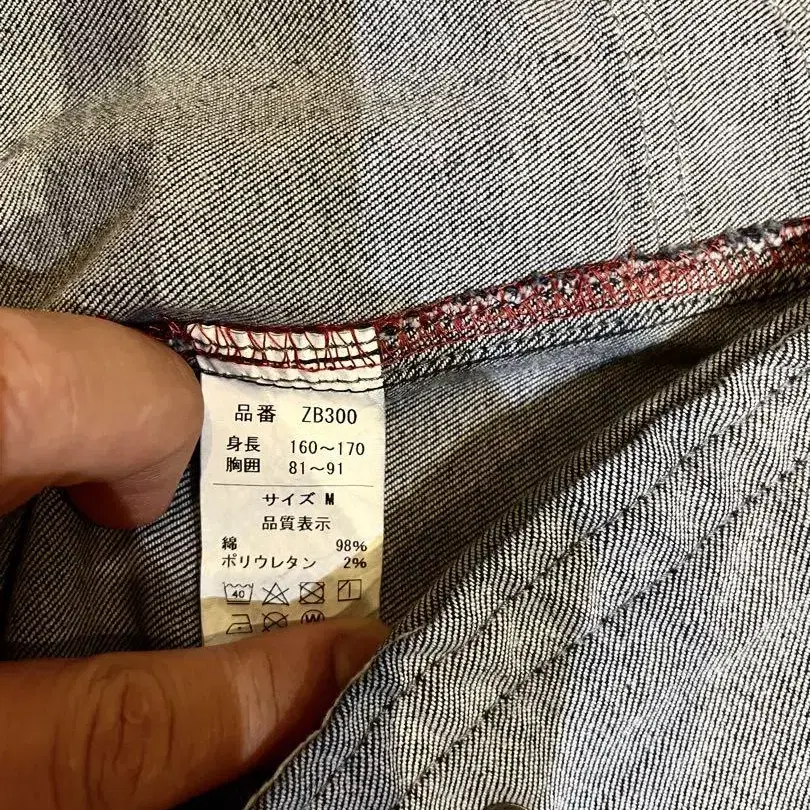 品番 ZB300
身長 160～170
胸囲 81～91
サイズ M
品質表示
綿 98%
ポリウレタン 2%
40
W